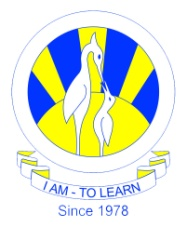 I AM - TO LEARN
Since 1978